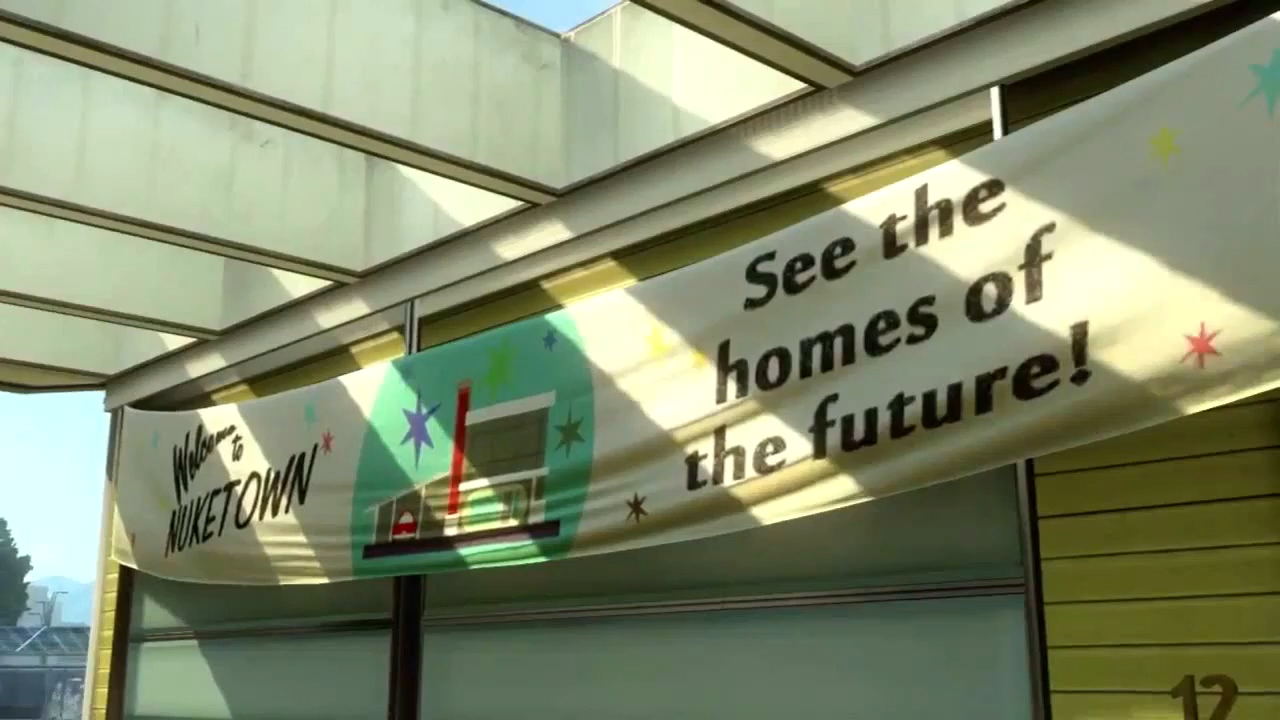 Welcome
to
NUKETOWN
See the
homes of
the future!
12